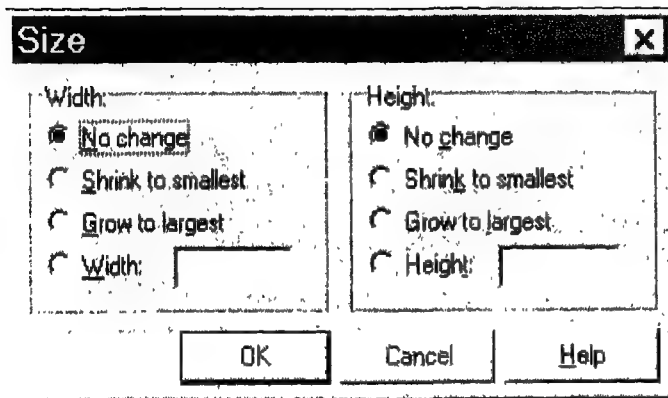 Size
Width:
No change
Shrink to smallest
Grow to largest
Width:
Height:
No change
Shrink to smallest
Grow to largest
Height:
OK Cancel Help